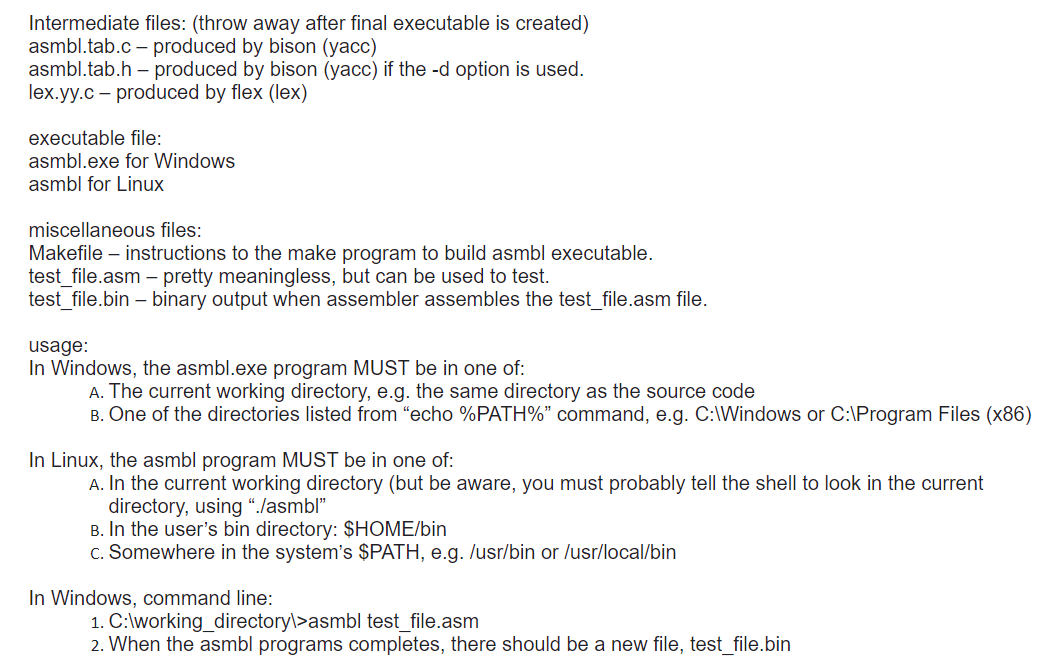 Intermediate files: (throw away after final executable is created)
asmbl.tab.c – produced by bison (yacc)
asmbl.tab.h – produced by bison (yacc) if the -d option is used.
lex.yy.c – produced by flex (lex)
executable file:
asmbl.exe for Windows
asmbl for Linux
miscellaneous files:
Makefile – instructions to the make program to build asmbl executable.
test_file.asm – pretty meaningless, but can be used to test.
test_file.bin – binary output when assembler assembles the test_file.asm file.
usage:
In Windows, the asmbl.exe program MUST be in one of:
A. The current working directory, e.g. the same directory as the source code
B. One of the directories listed from “echo %PATH%” command, e.g. C:\Windows or C:\Program Files (x86)
In Linux, the asmbl program MUST be in one of:
A. In the current working directory (but be aware, you must probably tell the shell to look in the current
directory, using “./asmbl”
B. In the user’s bin directory: $HOME/bin
C. Somewhere in the system’s $PATH, e.g. /usr/bin or /usr/local/bin
In Windows, command line:
1. C:\working_directory\>asmbl test_file.asm
2. When the asmbl programs completes, there should be a new file, test_file.bin